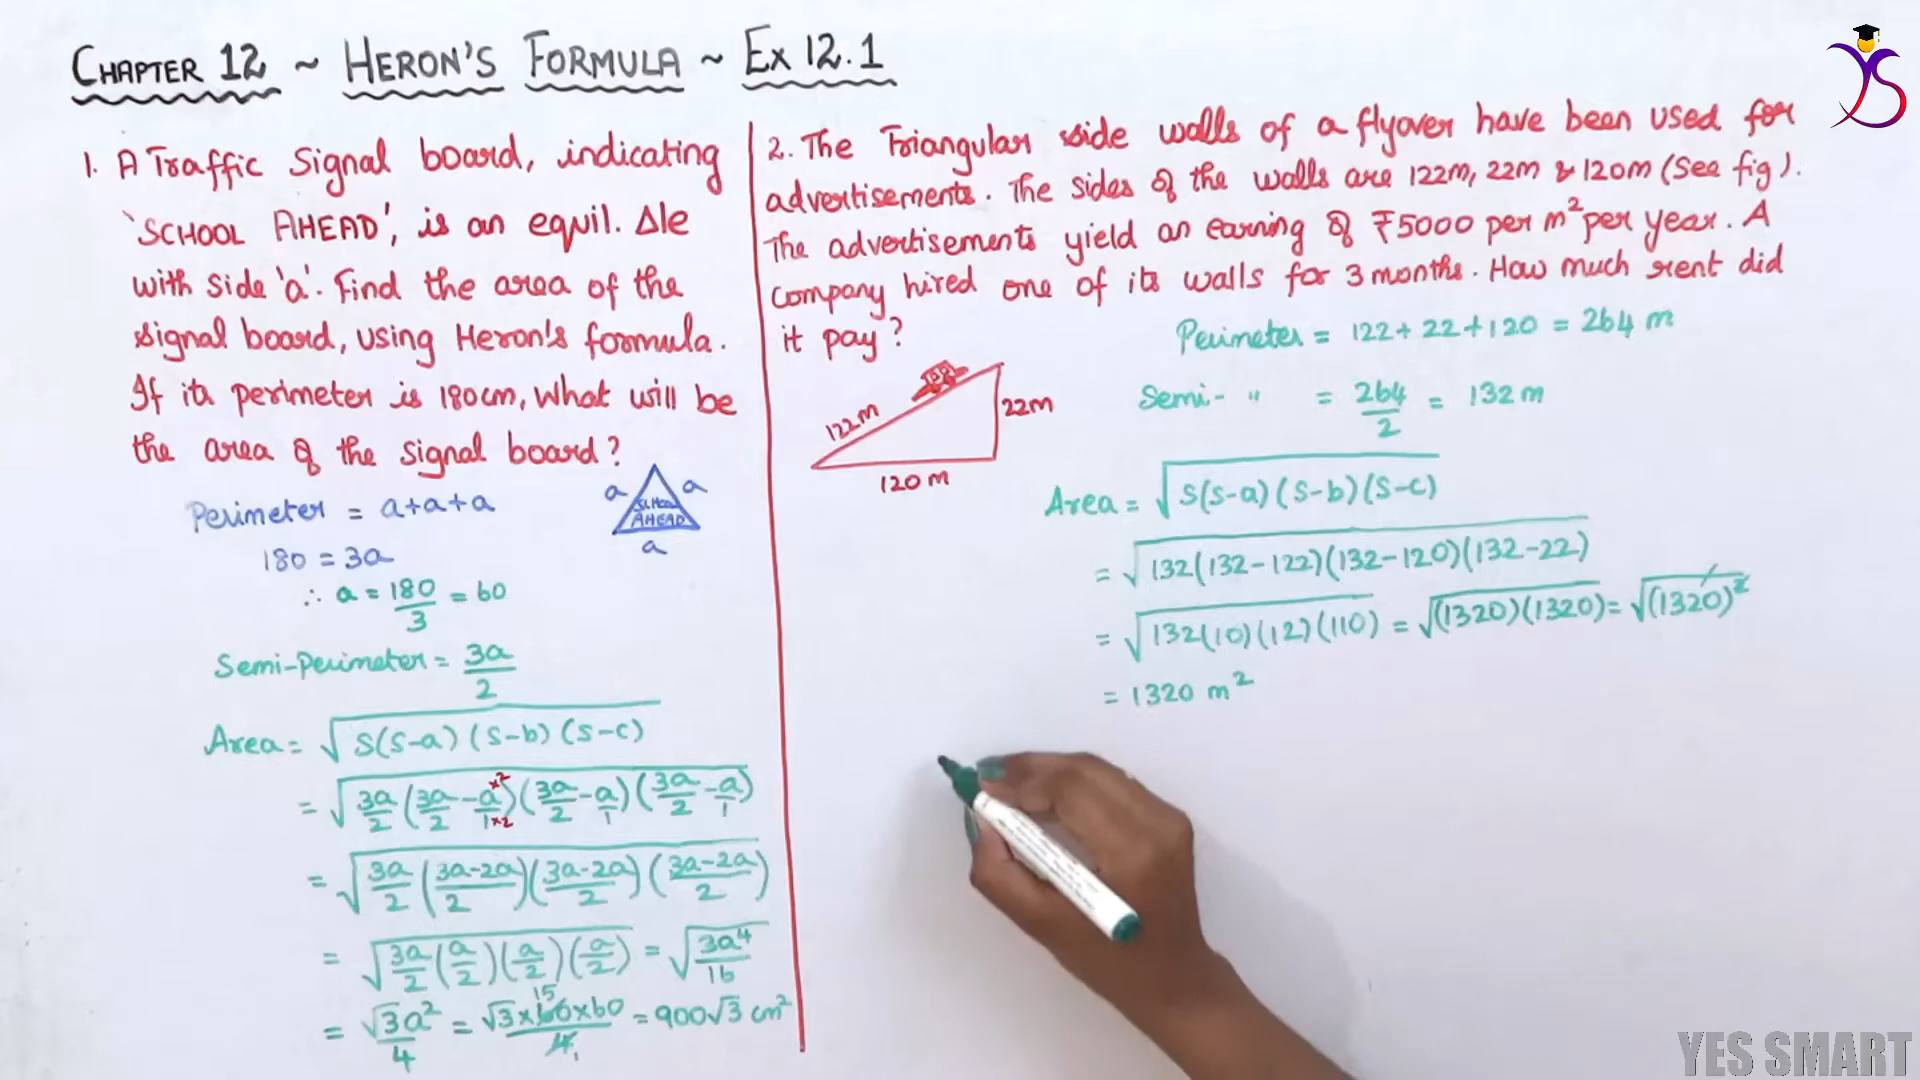 CHAPTER 12 ~ HERON'S FORMULA ~ EX 12.1
1. A Traffic Signal board, indicating
'SCHOOL AHEAD', is an equil. Δle
with side 'a'. Find the area of the
signal board, using Heron's formula.
If its perimeter is 180cm, What will be
the area of the signal board?
a a
SCHOOL
AHEAD
a
Perimeter = a+a+a
180 = 3a
∴ a = 180/3 = 60
Semi-Perimeter = 3a/2
Area = √S(S-a)(S-b)(S-c)
= √3a/2 (3a/2 - a/1 ×2 ×2)(3a/2 - a/1)(3a/2 - a/1)
= √3a/2 (3a-2a/2)(3a-2a/2)(3a-2a/2)
= √3a/2 (a/2)(a/2)(a/2) = √3a⁴/16
= √3a²/4 = √3×60×60/4 15 1 = 900√3 cm²
2. The Triangular side walls of a flyover have been used for
advertisements. The sides of the walls are 122m, 22m & 120m (See fig).
The advertisements yield an earning of ₹5000 per m² per year. A
company hired one of its walls for 3 months. How much rent did
it pay?
122m
22m
120 m
Perimeter = 122+22+120 = 264 m
Semi- " = 264/2 = 132 m
Area = √S(S-a)(S-b)(S-c)
= √132(132-122)(132-120)(132-22)
= √132(10)(12)(110) = √(1320)(1320) = √(1320)²
= 1320 m²
YS
YES SMART